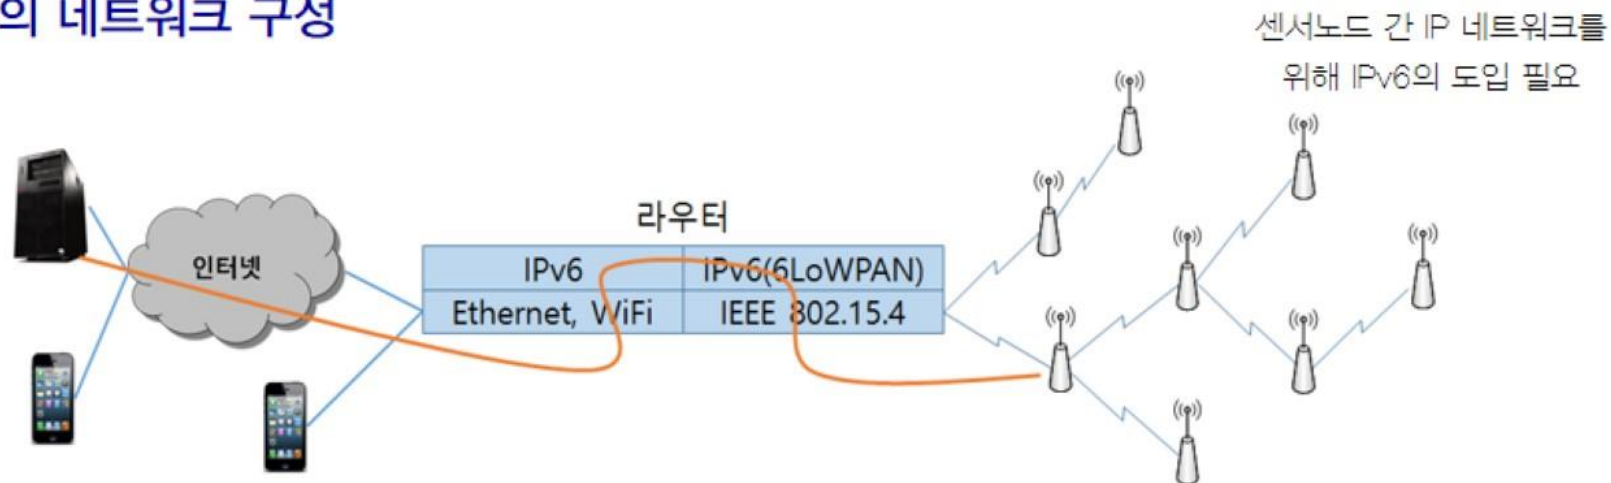 의 네트워크 구성
센서노드 간 IP 네트워크를
위해 IPv6의 도입 필요
라우터
인터넷
IPv6 IPv6(6LoWPAN)
Ethernet, WiFi IEEE 802.15.4